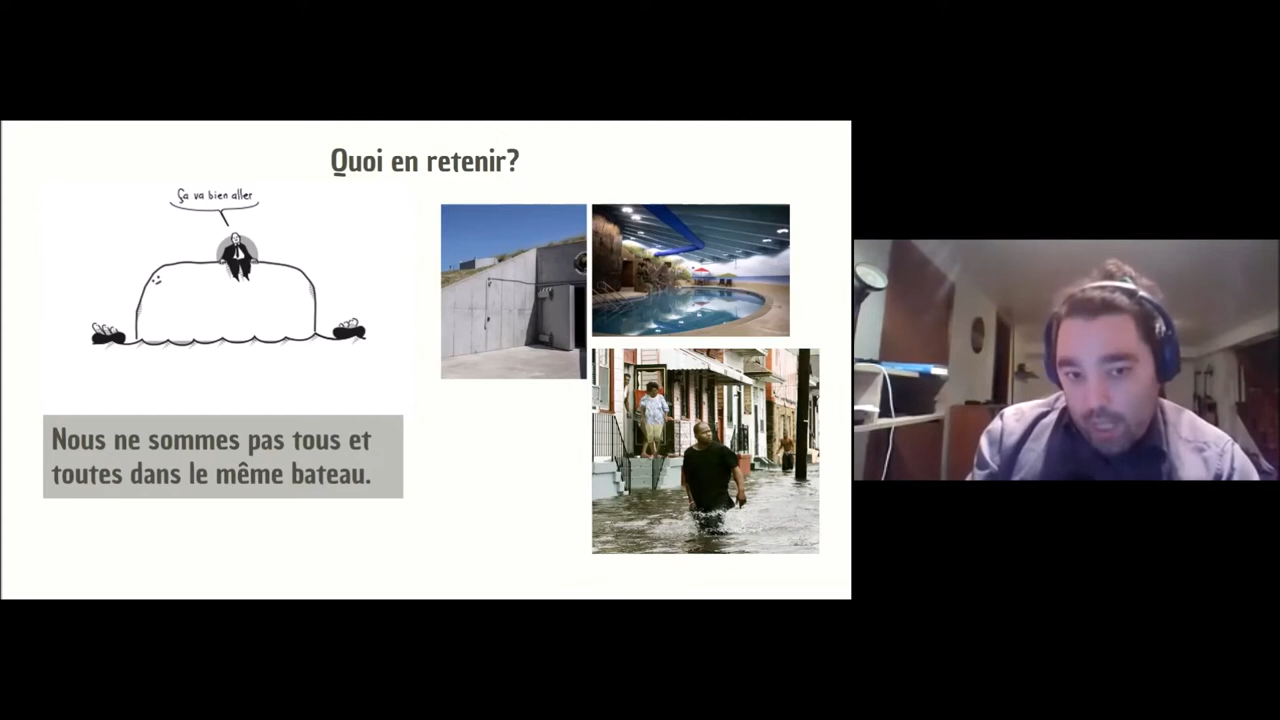 Quoi en retenir?
Ça va bien aller
Nous ne sommes pas tous et
toutes dans le même bateau.